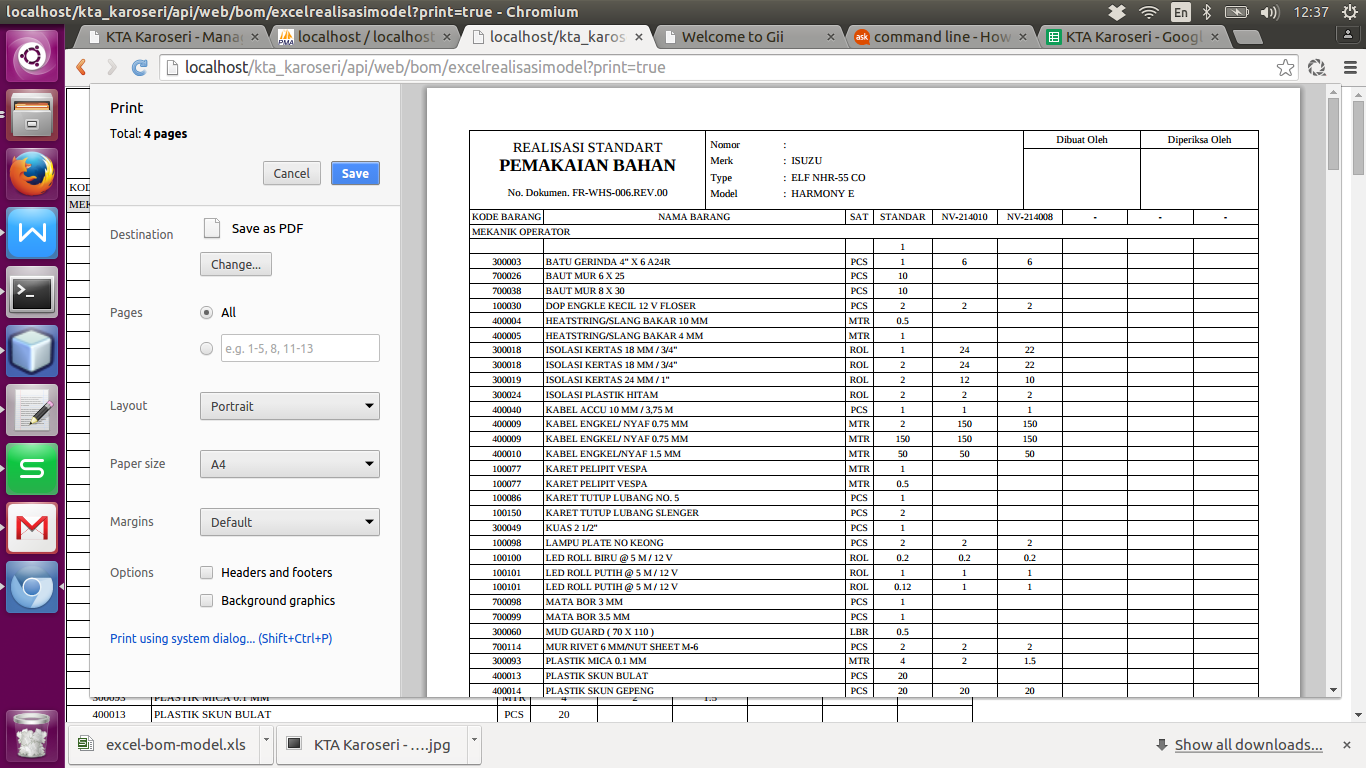 localhost/kta_karoseri/api/web/bom/excelrealisasimodel?print=true - Chromium
En 12:37
KTA Karoseri - Mana
localhost / localhost
localhost/kta_karos
Welcome to Gii
command line - How
KTA Karoseri - Googl
localhost/kta_karoseri/api/web/bom/excelrealisasimodel?print=true
Print
Total: 4 pages
Cancel Save
Destination Save as PDF
Change...
Pages All
e.g. 1-5, 8, 11-13
Layout Portrait
Paper size A4
Margins Default
Options Headers and footers
Background graphics
Print using system dialog... (Shift+Ctrl+P)
KOD
MEK
REALISASI STANDART
PEMAKAIAN BAHAN
No. Dokumen. FR-WHS-006.REV.00
Nomor :
Merk : ISUZU
Type : ELF NHR-55 CO
Model : HARMONY E
Dibuat Oleh Diperiksa Oleh
KODE BARANG NAMA BARANG SAT STANDAR NV-214010 NV-214008 - - -
MEKANIK OPERATOR
1
300003 BATU GERINDA 4" X 6 A24R PCS 1 6 6
700026 BAUT MUR 6 X 25 PCS 10
700038 BAUT MUR 8 X 30 PCS 10
100030 DOP ENGKLE KECIL 12 V FLOSER PCS 2 2 2
400004 HEATSTRING/SLANG BAKAR 10 MM MTR 0.5
400005 HEATSTRING/SLANG BAKAR 4 MM MTR 1
300018 ISOLASI KERTAS 18 MM / 3/4" ROL 1 24 22
300018 ISOLASI KERTAS 18 MM / 3/4" ROL 2 24 22
300019 ISOLASI KERTAS 24 MM / 1" ROL 2 12 10
300024 ISOLASI PLASTIK HITAM ROL 2 2 2
400040 KABEL ACCU 10 MM / 3,75 M PCS 1 1 1
400009 KABEL ENGKEL/ NYAF 0.75 MM MTR 2 150 150
400009 KABEL ENGKEL/ NYAF 0.75 MM MTR 150 150 150
400010 KABEL ENGKEL/NYAF 1.5 MM MTR 50 50 50
100077 KARET PELIPIT VESPA MTR 1
100077 KARET PELIPIT VESPA MTR 0.5
100086 KARET TUTUP LUBANG NO. 5 PCS 1
100150 KARET TUTUP LUBANG SLENGER PCS 2
300049 KUAS 2 1/2" PCS 1
100098 LAMPU PLATE NO KEONG PCS 2 2 2
100100 LED ROLL BIRU @ 5 M / 12 V ROL 0.2 0.2 0.2
100101 LED ROLL PUTIH @ 5 M / 12 V ROL 1 1 1
100101 LED ROLL PUTIH @ 5 M / 12 V ROL 0.12 1 1
700098 MATA BOR 3 MM PCS 1
700099 MATA BOR 3.5 MM PCS 1
300060 MUD GUARD ( 70 X 110 ) LBR 0.5
700114 MUR RIVET 6 MM/NUT SHEET M-6 PCS 2 2 2
300093 PLASTIK MICA 0.1 MM MTR 4 2 1.5
400013 PLASTIK SKUN BULAT PCS 20
400014 PLASTIK SKUN GEPENG PCS 20 20 20
300093 PLASTIK MICA 0.1 MM MTR 4 2 1.5
400013 PLASTIK SKUN BULAT PCS 20
excel-bom-model.xls
KTA Karoseri - ....jpg
Show all downloads...